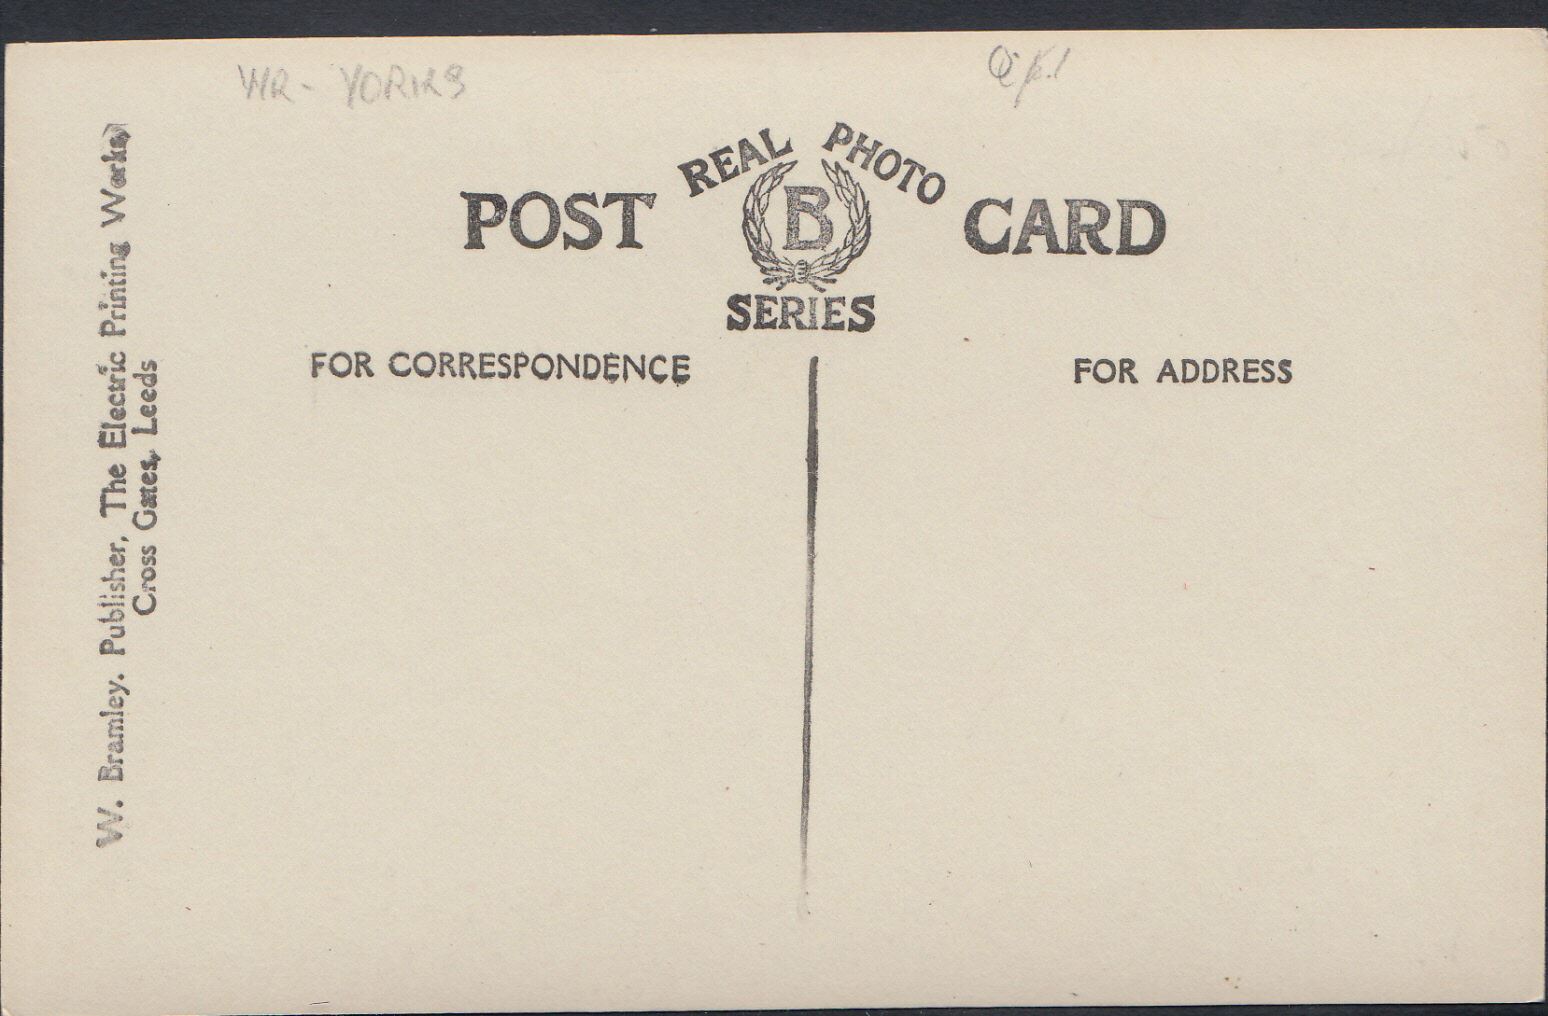 WR - YORKS
REAL PHOTO
POST B CARD
SERIES
FOR CORRESPONDENCE
FOR ADDRESS
W. Bramley. Publisher, The Electric Printing Works,
Cross Gates, Leeds